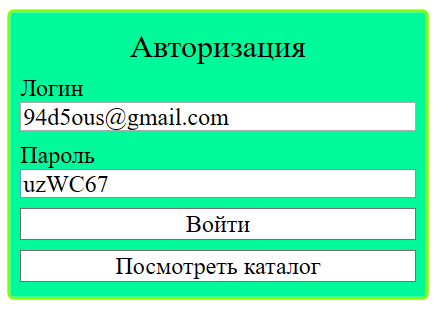 Авторизация
Логин
94d5ous@gmail.com
Пароль
uzWC67
Войти
Посмотреть каталог